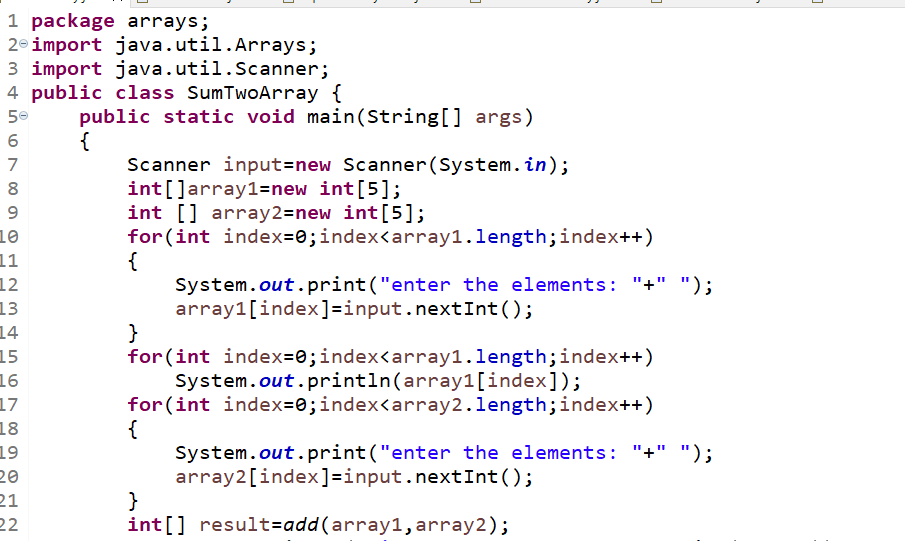 1 package arrays;
2 import java.util.Arrays;
3 import java.util.Scanner;
4 public class SumTwoArray {
5     public static void main(String[] args)
6     {
7         Scanner input=new Scanner(System.in);
8         int[]array1=new int[5];
9         int [] array2=new int[5];
10         for(int index=0;index<array1.length;index++)
11         {
12             System.out.print("enter the elements: "+" ");
13             array1[index]=input.nextInt();
14         }
15         for(int index=0;index<array1.length;index++)
16             System.out.println(array1[index]);
17         for(int index=0;index<array2.length;index++)
18         {
19             System.out.print("enter the elements: "+" ");
20             array2[index]=input.nextInt();
21         }
22         int[] result=add(array1,array2);